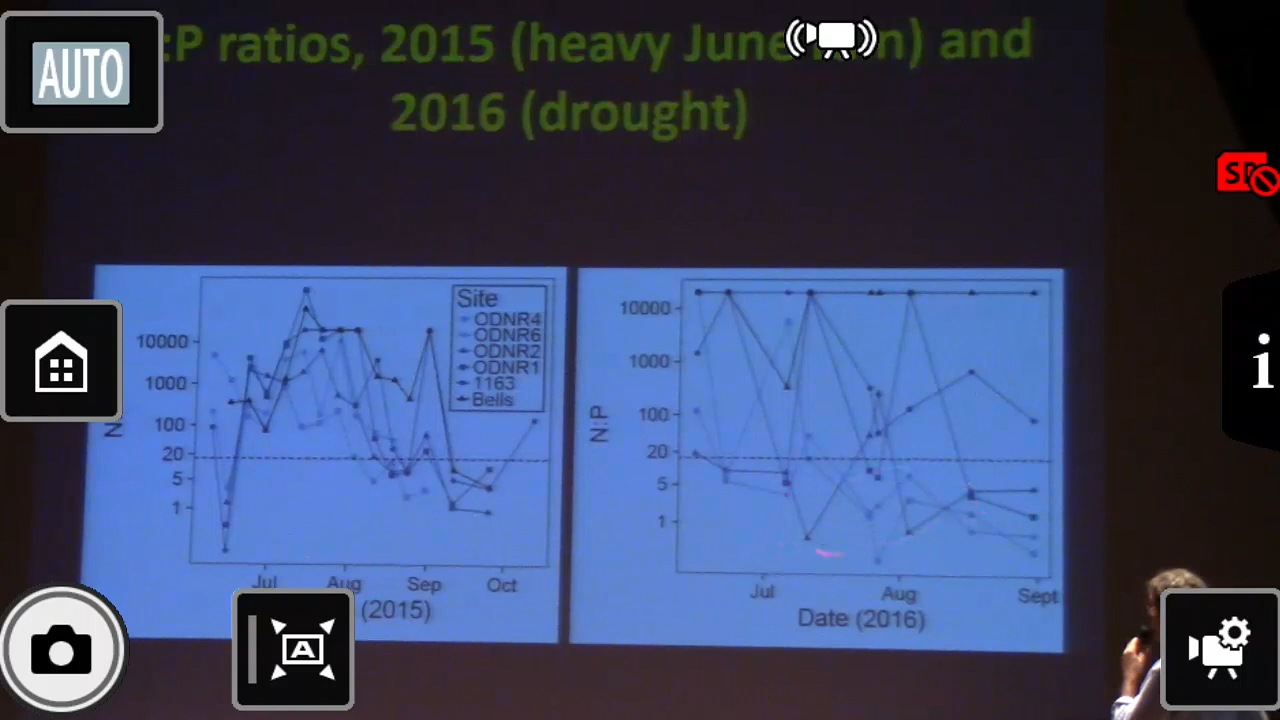 AUTO
:P ratios, 2015 (heavy June
n) and
2016 (drought)
SD
i
10000
1000
100
20
5
1
N
Site
ODNR4
ODNR6
ODNR2
ODNR1
1163
Bells
Jul Aug Sep Oct
(2015)
10000
1000
100
20
5
1
N:P
Jul Aug Sept
Date (2016)
A